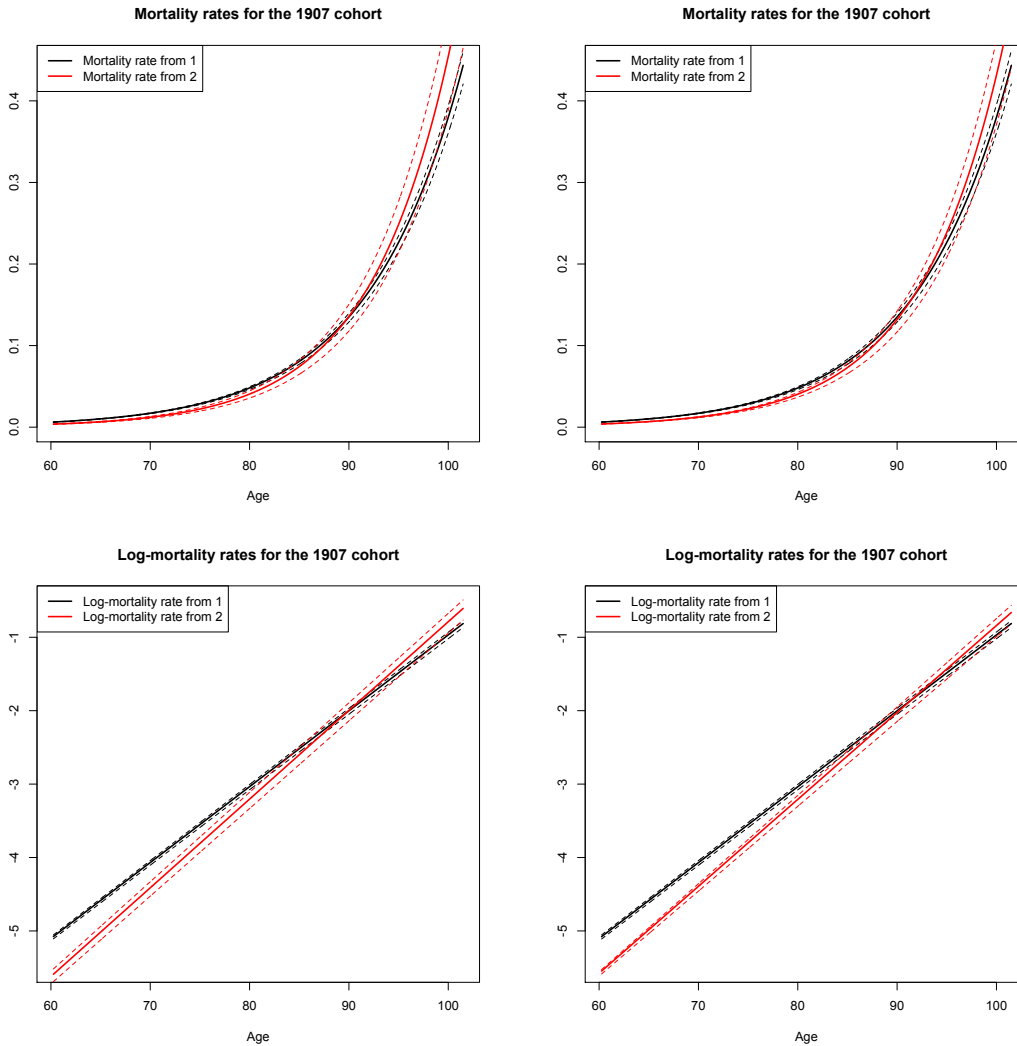 Mortality rates for the 1907 cohort
Mortality rate from 1
Mortality rate from 2
0.0
0.1
0.2
0.3
0.4
60 70 80 90 100
Age
Mortality rates for the 1907 cohort
Mortality rate from 1
Mortality rate from 2
0.0
0.1
0.2
0.3
0.4
60 70 80 90 100
Age
Log-mortality rates for the 1907 cohort
Log-mortality rate from 1
Log-mortality rate from 2
-1
-2
-3
-4
-5
60 70 80 90 100
Age
Log-mortality rates for the 1907 cohort
Log-mortality rate from 1
Log-mortality rate from 2
-1
-2
-3
-4
-5
60 70 80 90 100
Age